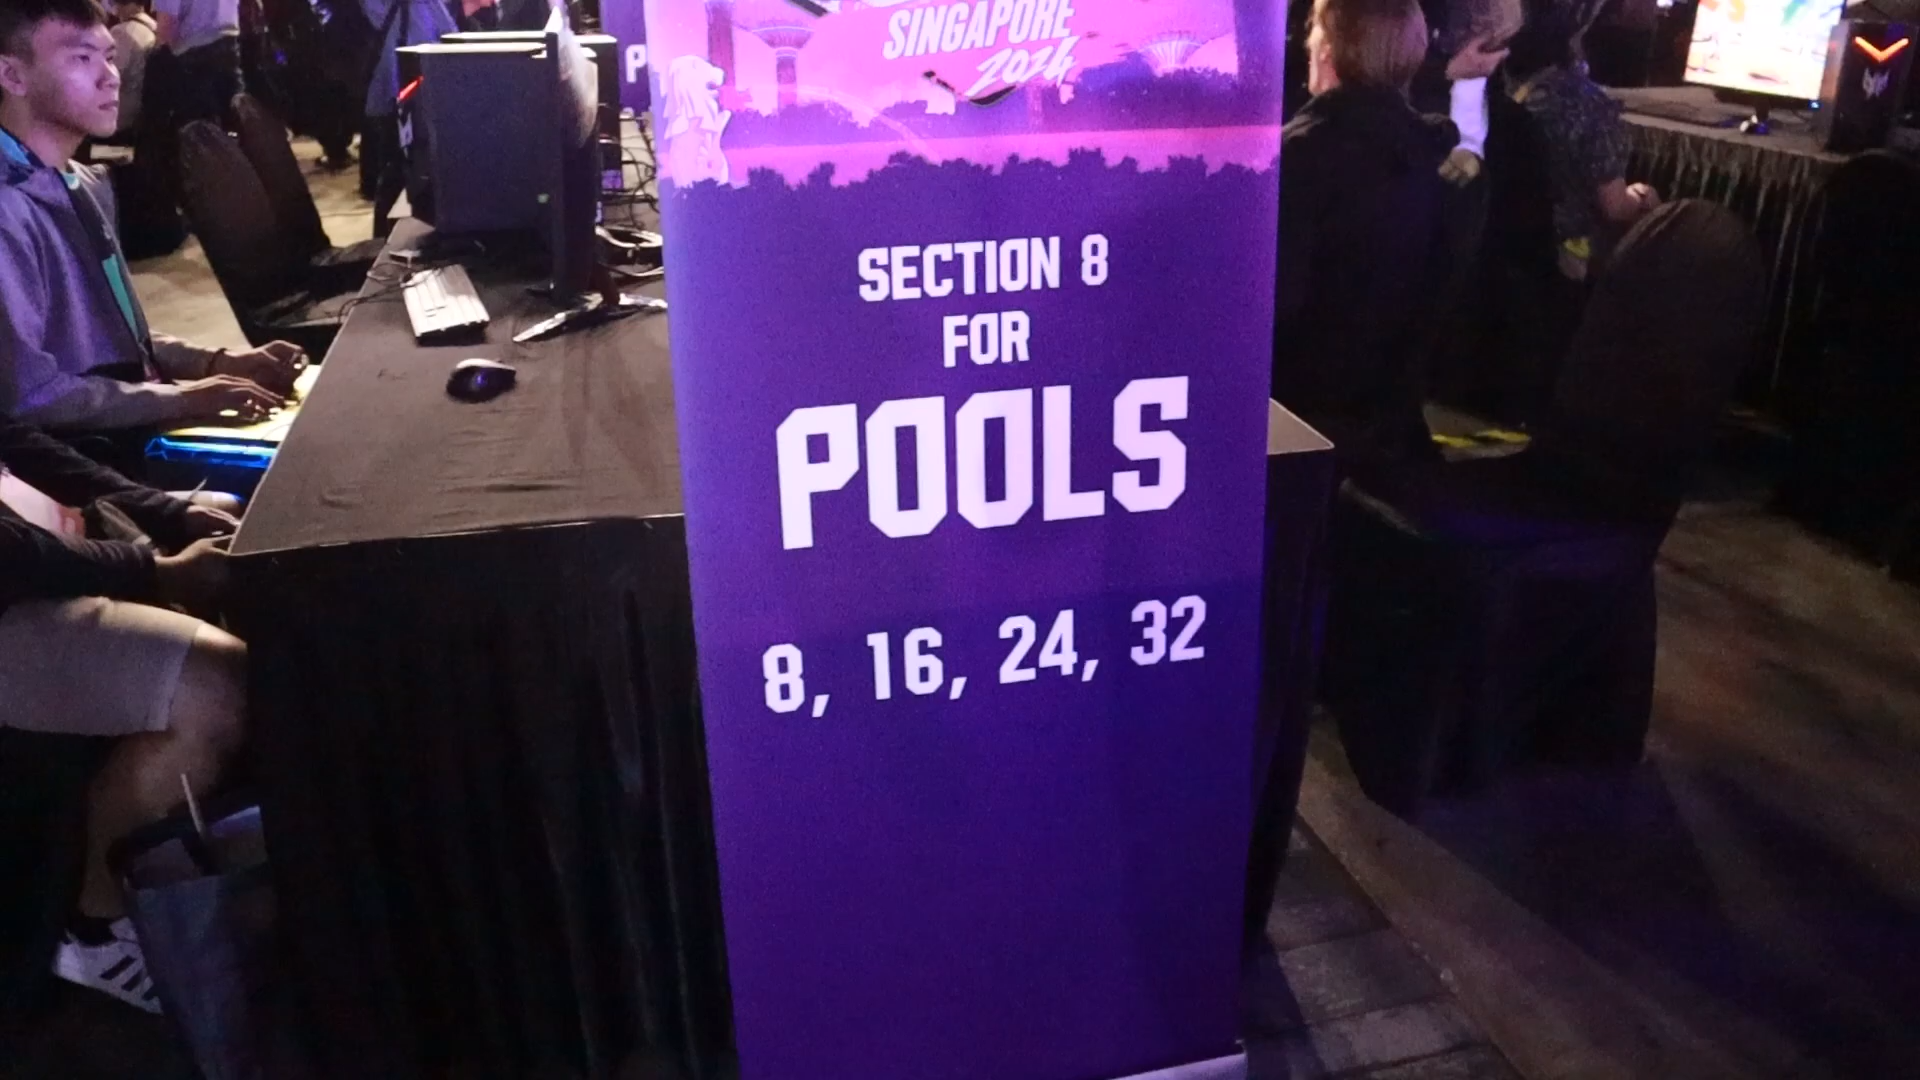 SINGAPORE
2024
SECTION 8
FOR
POOLS
8, 16, 24, 32